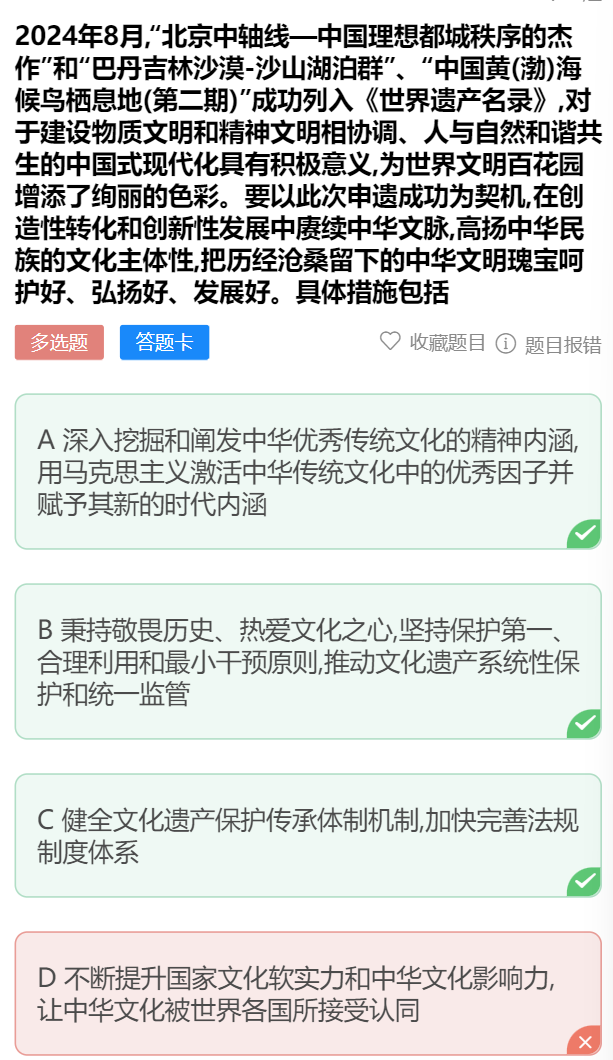 2024年8月,“北京中轴线—中国理想都城秩序的杰
作”和“巴丹吉林沙漠-沙山湖泊群”、“中国黄(渤)海
候鸟栖息地(第二期)”成功列入《世界遗产名录》,对
于建设物质文明和精神文明相协调、人与自然和谐共
生的中国式现代化具有积极意义,为世界文明百花园
增添了绚丽的色彩。要以此次申遗成功为契机,在创
造性转化和创新性发展中赓续中华文脉,高扬中华民
族的文化主体性,把历经沧桑留下的中华文明瑰宝呵
护好、弘扬好、发展好。具体措施包括
多选题 答题卡 收藏题目 题目报错
A 深入挖掘和阐发中华优秀传统文化的精神内涵,
用马克思主义激活中华传统文化中的优秀因子并
赋予其新的时代内涵
B 秉持敬畏历史、热爱文化之心,坚持保护第一、
合理利用和最小干预原则,推动文化遗产系统性保
护和统一监管
C 健全文化遗产保护传承体制机制,加快完善法规
制度体系
D 不断提升国家文化软实力和中华文化影响力,
让中华文化被世界各国所接受认同